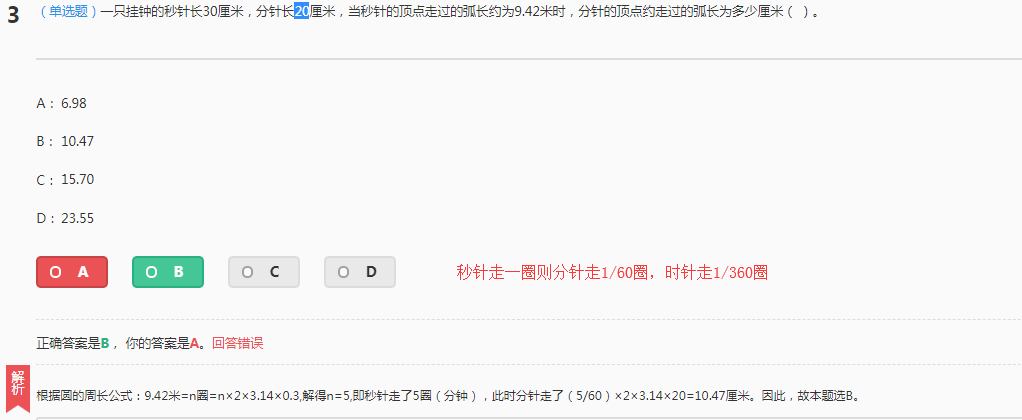 3 （单选题）一只挂钟的秒针长30厘米，分针长20厘米，当秒针的顶点走过的弧长约为9.42米时，分针的顶点约走过的弧长为多少厘米（ ）。
A： 6.98
B： 10.47
C： 15.70
D： 23.55
A B C D 秒针走一圈则分针走1/60圈，时针走1/360圈
正确答案是B， 你的答案是A。回答错误
解析
根据圆的周长公式：9.42米=n圈=n×2×3.14×0.3,解得n=5,即秒针走了5圈（分钟），此时分针走了（5/60）×2×3.14×20=10.47厘米。因此，故本题选B。